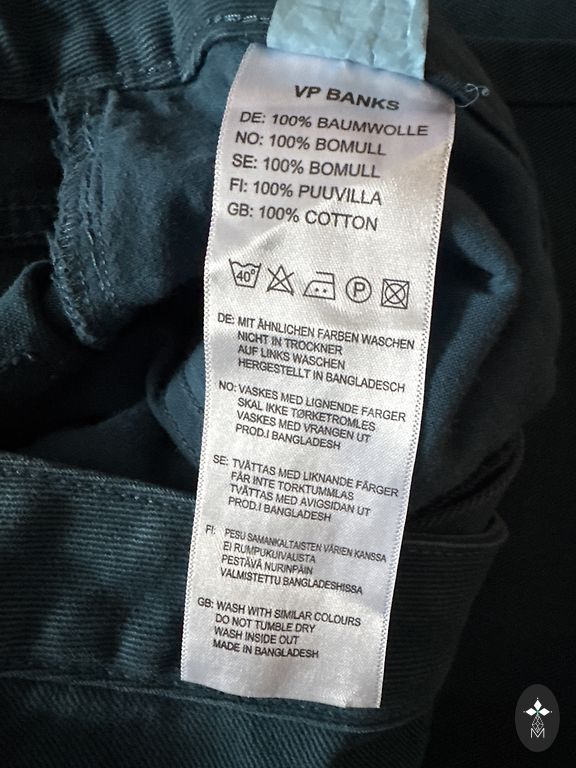 VP BANKS
DE: 100% BAUMWOLLE
NO: 100% BOMULL
SE: 100% BOMULL
FI: 100% PUUVILLA
GB: 100% COTTON
40° P
DE: MIT ÄHNLICHEN FARBEN WASCHEN
NICHT IN TROCKNER
AUF LINKS WASCHEN
HERGESTELLT IN BANGLADESCH
NO: VASKES MED LIGNENDE FARGER
SKAL IKKE TØRKETROMLES
VASKES MED VRANGEN UT
PROD.I BANGLADESH
SE: TVÄTTAS MED LIKNANDE FÄRGER
FÅR INTE TORKTUMMLAS
TVÄTTAS MED AVIGSIDAN UT
PROD.I BANGLADESH
FI: PESU SAMANKALTAISTEN VÄRIEN KANSSA
EI RUMPUKUIVAUSTA
PESTÄVÄ NURINPÄIN
VALMISTETTU BANGLADESHISSA
GB: WASH WITH SIMILAR COLOURS
DO NOT TUMBLE DRY
WASH INSIDE OUT
MADE IN BANGLADESH
M